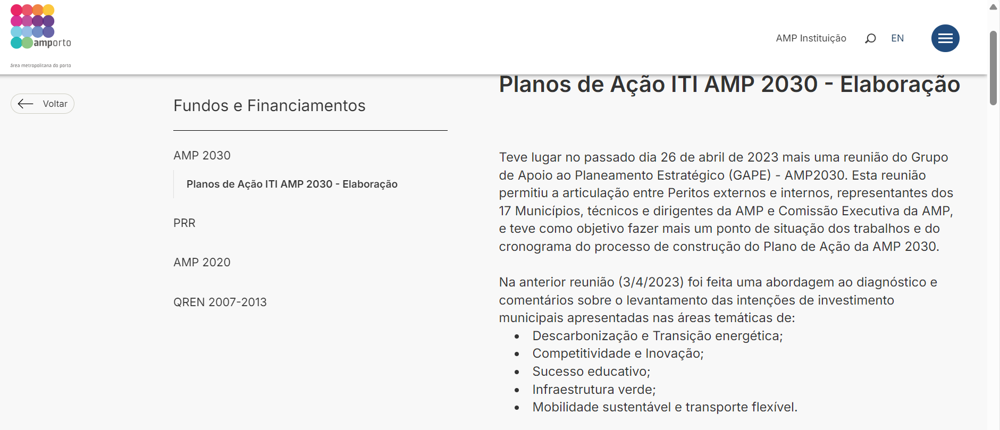 amporto
área metropolitana do porto
AMP Instituição
EN
Voltar
Fundos e Financiamentos
AMP 2030
Planos de Ação ITI AMP 2030 - Elaboração
PRR
AMP 2020
QREN 2007-2013
Planos de Ação ITI AMP 2030 - Elaboração
Teve lugar no passado dia 26 de abril de 2023 mais uma reunião do Grupo
de Apoio ao Planeamento Estratégico (GAPE) - AMP2030. Esta reunião
permitiu a articulação entre Peritos externos e internos, representantes dos
17 Municípios, técnicos e dirigentes da AMP e Comissão Executiva da AMP,
e teve como objetivo fazer mais um ponto de situação dos trabalhos e do
cronograma do processo de construção do Plano de Ação da AMP 2030.
Na anterior reunião (3/4/2023) foi feita uma abordagem ao diagnóstico e
comentários sobre o levantamento das intenções de investimento
municipais apresentadas nas áreas temáticas de:
• Descarbonização e Transição energética;
• Competitividade e Inovação;
• Sucesso educativo;
• Infraestrutura verde;
• Mobilidade sustentável e transporte flexível.